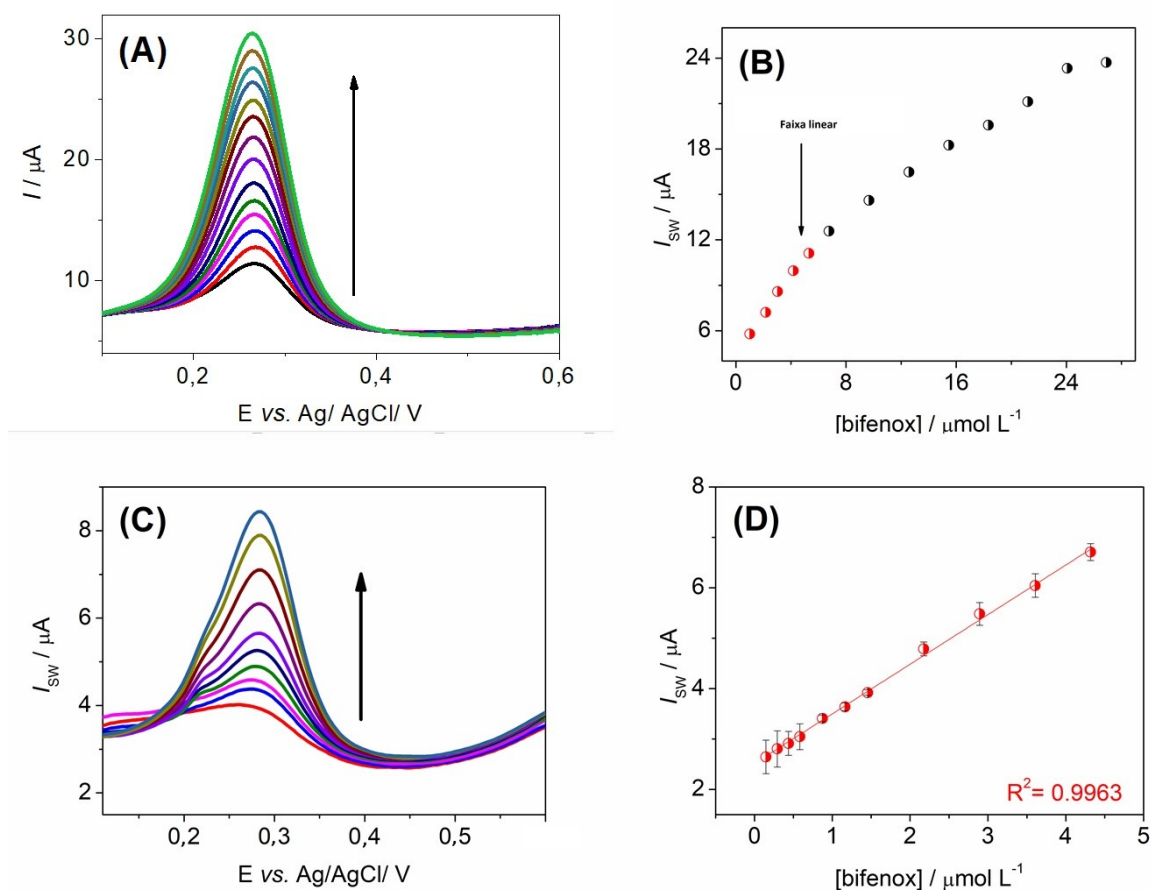 (A)
I / μA
30
20
10
0,2
0,4
0,6
E vs. Ag/ AgCl/ V
(B)
Faixa linear
I_SW / μA
24
18
12
6
0
8
16
24
[bifenox] / μmol L⁻¹
(C)
I_SW / μA
8
6
4
2
0,2
0,3
0,4
0,5
E vs. Ag/AgCl/ V
(D)
I_SW / μA
8
6
4
2
R²= 0.9963
0
1
2
3
4
5
[bifenox] / μmol L⁻¹